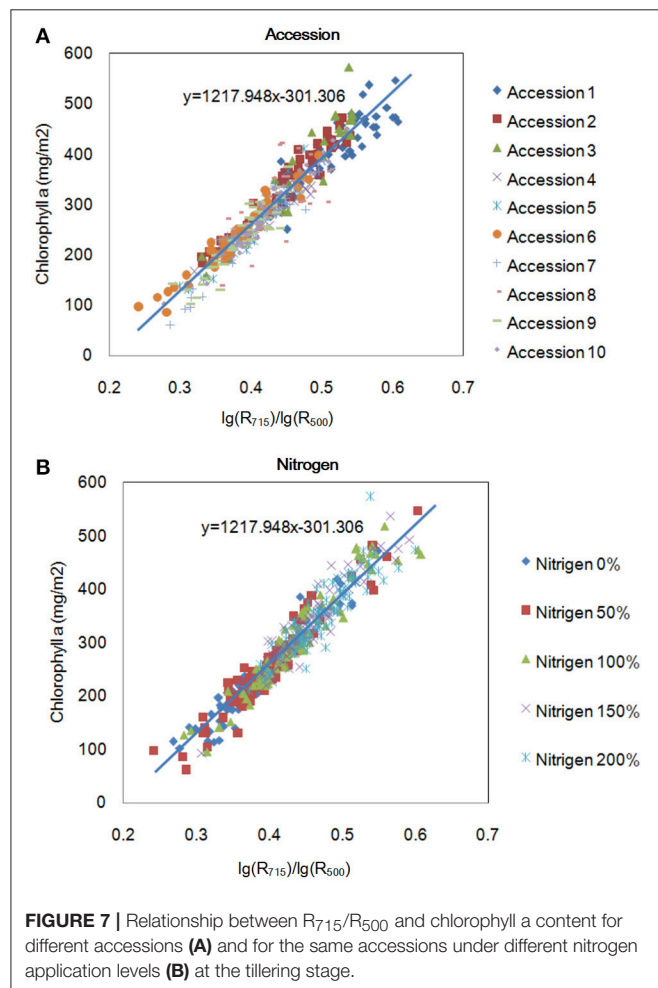 A
Accession
600
500
400
300
200
100
0
Chlorophyll a (mg/m2)
y=1217.948x-301.306
0.2 0.3 0.4 0.5 0.6 0.7
lg(R715)/lg(R500)
Accession 1
Accession 2
Accession 3
Accession 4
Accession 5
Accession 6
Accession 7
Accession 8
Accession 9
Accession 10
B
Nitrogen
600
500
400
300
200
100
0
Chlorophyll a (mg/m2)
y=1217.948x-301.306
0.2 0.3 0.4 0.5 0.6 0.7
lg(R715)/lg(R500)
Nitrigen 0%
Nitrigen 50%
Nitrigen 100%
Nitrigen 150%
Nitrigen 200%
FIGURE 7 | Relationship between R715/R500 and chlorophyll a content for
different accessions (A) and for the same accessions under different nitrogen
application levels (B) at the tillering stage.